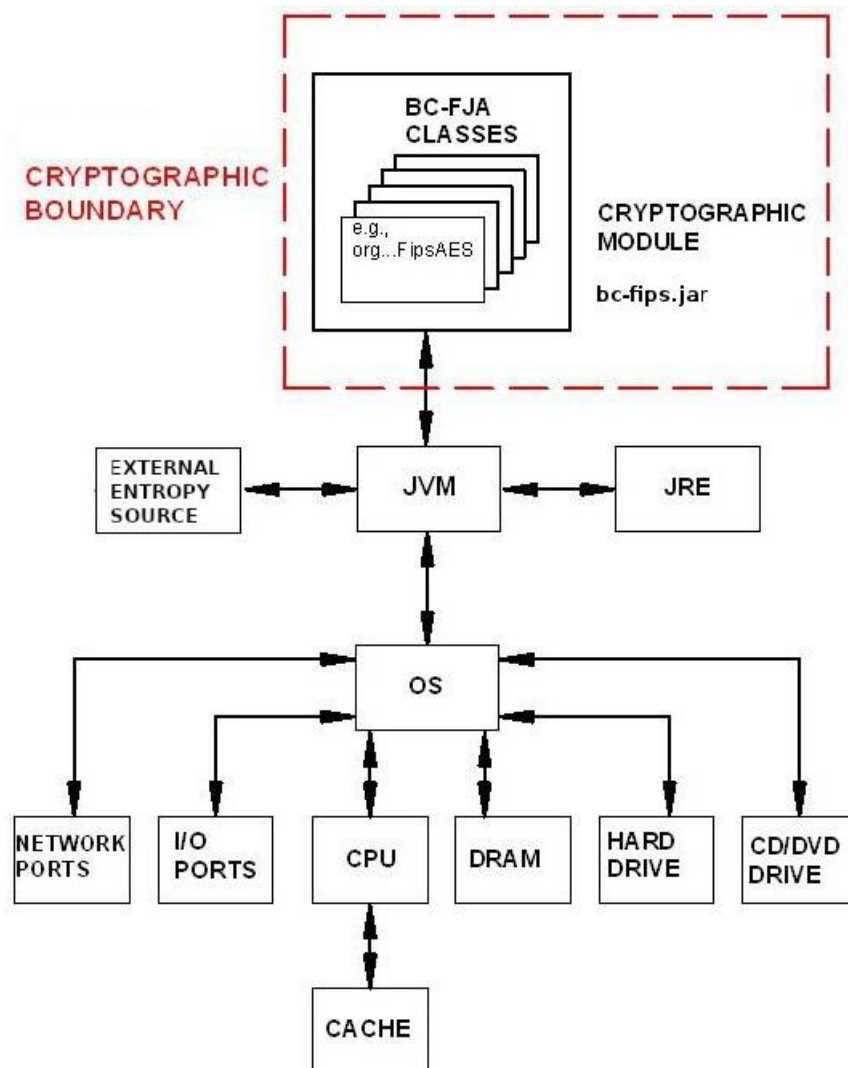 BC-FJA
CLASSES
CRYPTOGRAPHIC
BOUNDARY
e.g.,
org...FipsAES
CRYPTOGRAPHIC
MODULE
bc-fips.jar
EXTERNAL
ENTROPY
SOURCE
JVM
JRE
OS
NETWORK
PORTS
I/O
PORTS
CPU
DRAM
HARD
DRIVE
CD/DVD
DRIVE
CACHE